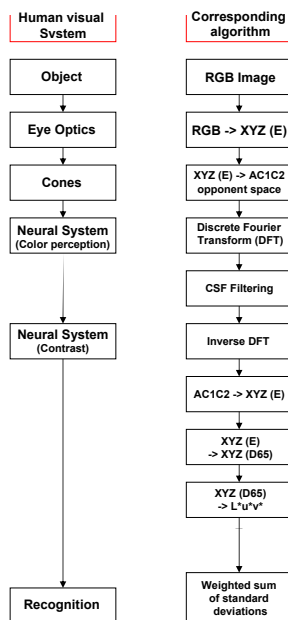 Human visual
System
Object
Eye Optics
Cones
Neural System
(Color perception)
Neural System
(Contrast)
Recognition
Corresponding
algorithm
RGB Image
RGB -> XYZ (E)
XYZ (E) -> AC1C2
opponent space
Discrete Fourier
Transform (DFT)
CSF Filtering
Inverse DFT
AC1C2 -> XYZ (E)
XYZ (E)
-> XYZ (D65)
XYZ (D65)
-> L*u*v*
Weighted sum
of standard
deviations